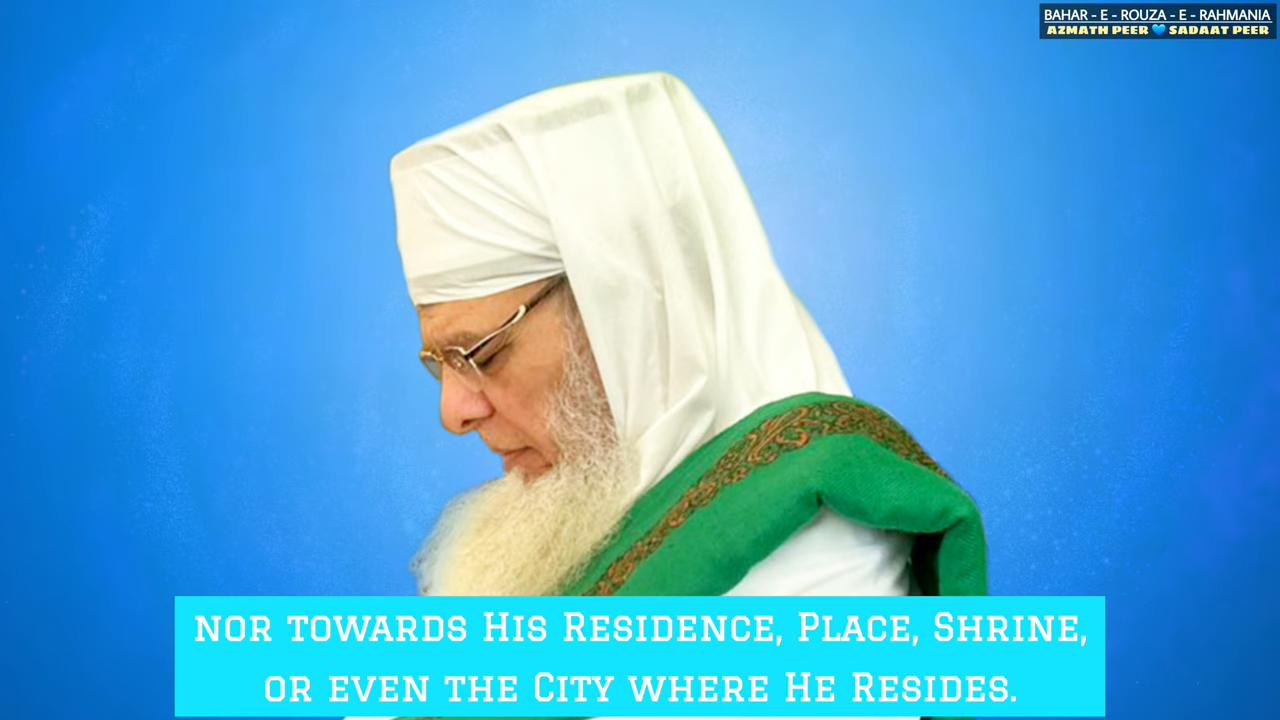 BAHAR - E - ROUZA - E - RAHMANIA
AZMATH PEER 💙 SADAAT PEER
NOR TOWARDS HIS RESIDENCE, PLACE, SHRINE,
OR EVEN THE CITY WHERE HE RESIDES.